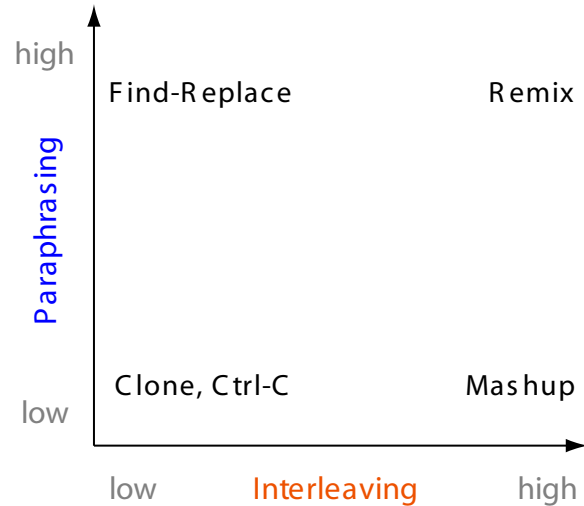 high
Find-Replace Remix
Paraphrasing
Clone, Ctrl-C Mashup
low
low Interleaving high